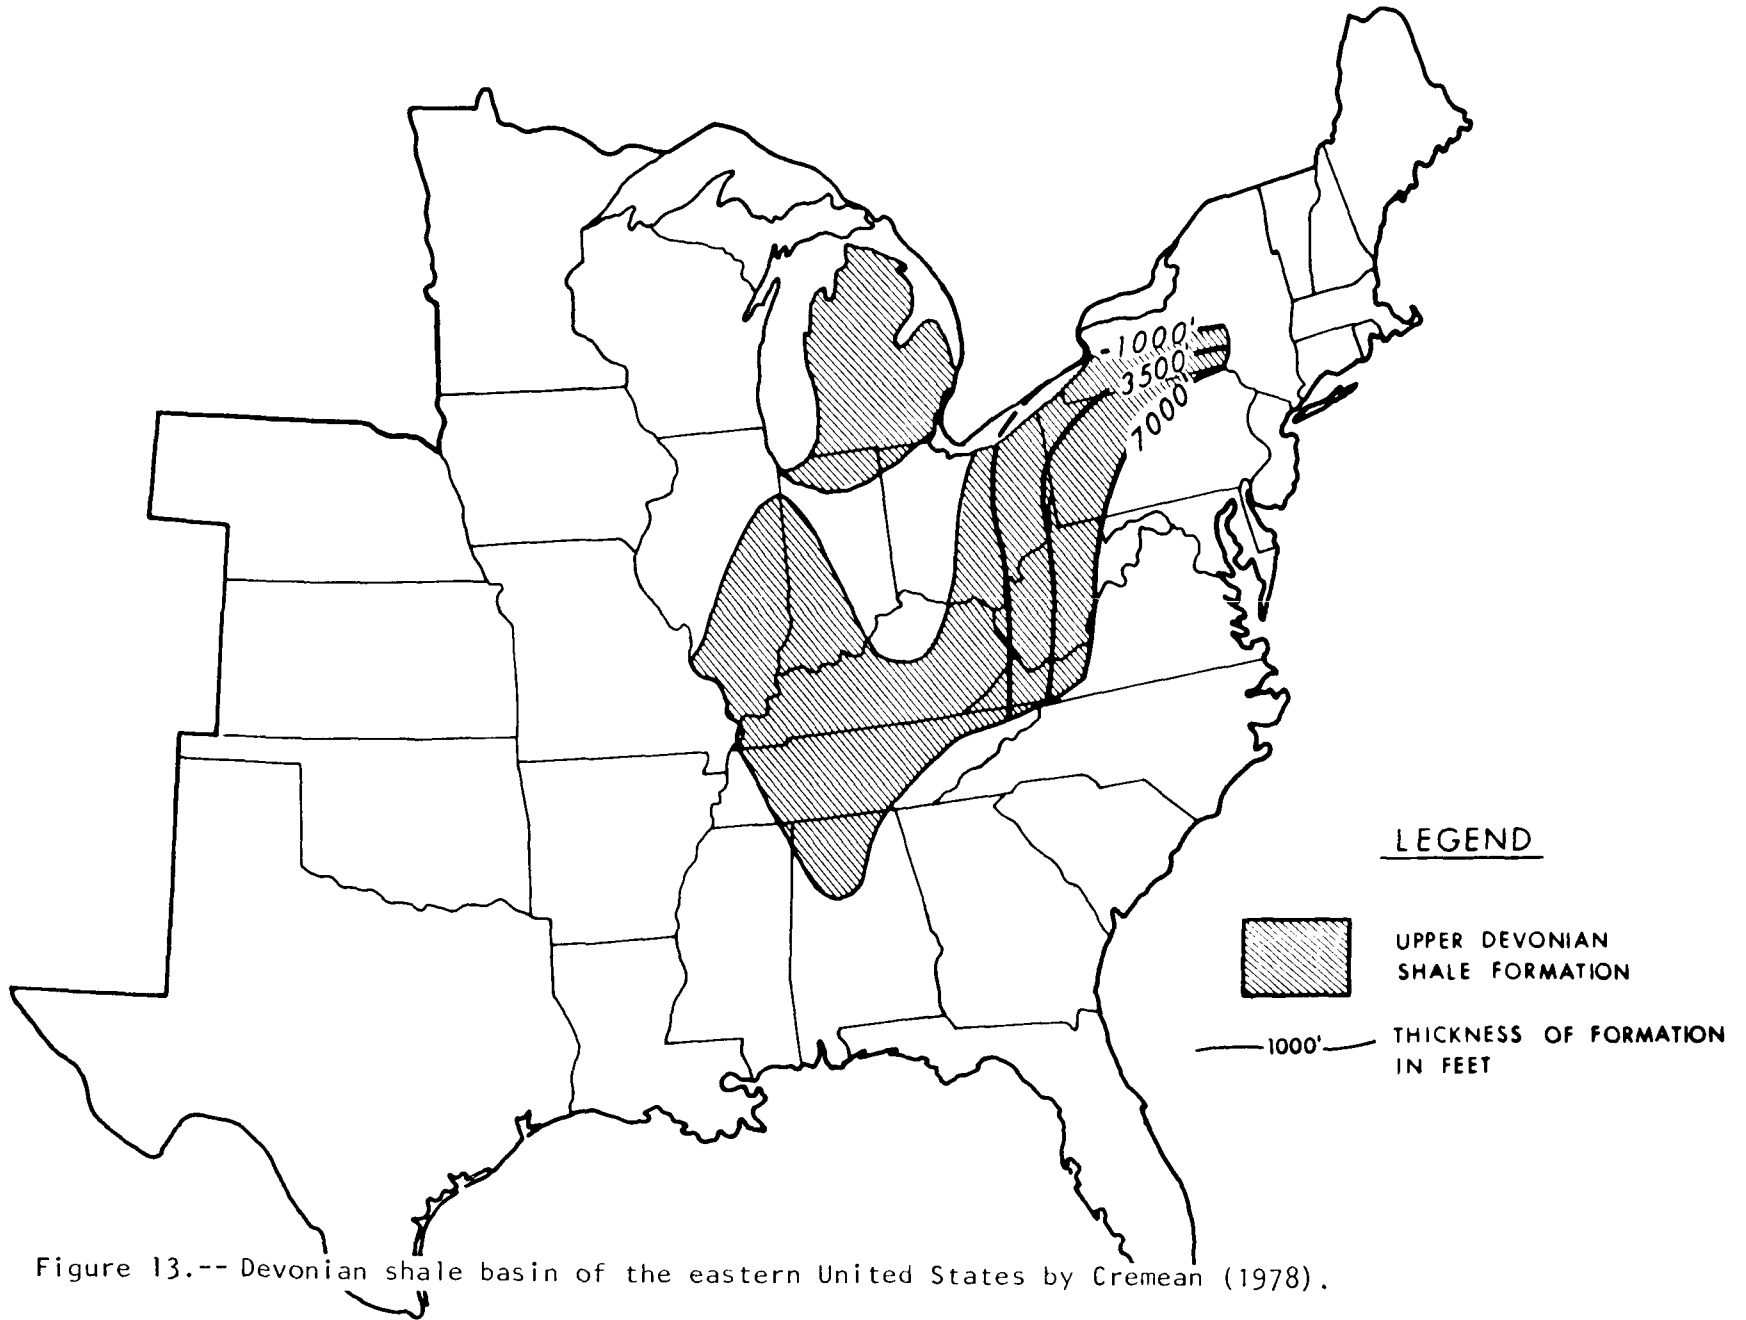 -1000'
3500'
7000
LEGEND
UPPER DEVONIAN
SHALE FORMATION
1000'
THICKNESS OF FORMATION
IN FEET
Figure 13.-- Devonian shale basin of the eastern United States by Cremean (1978).